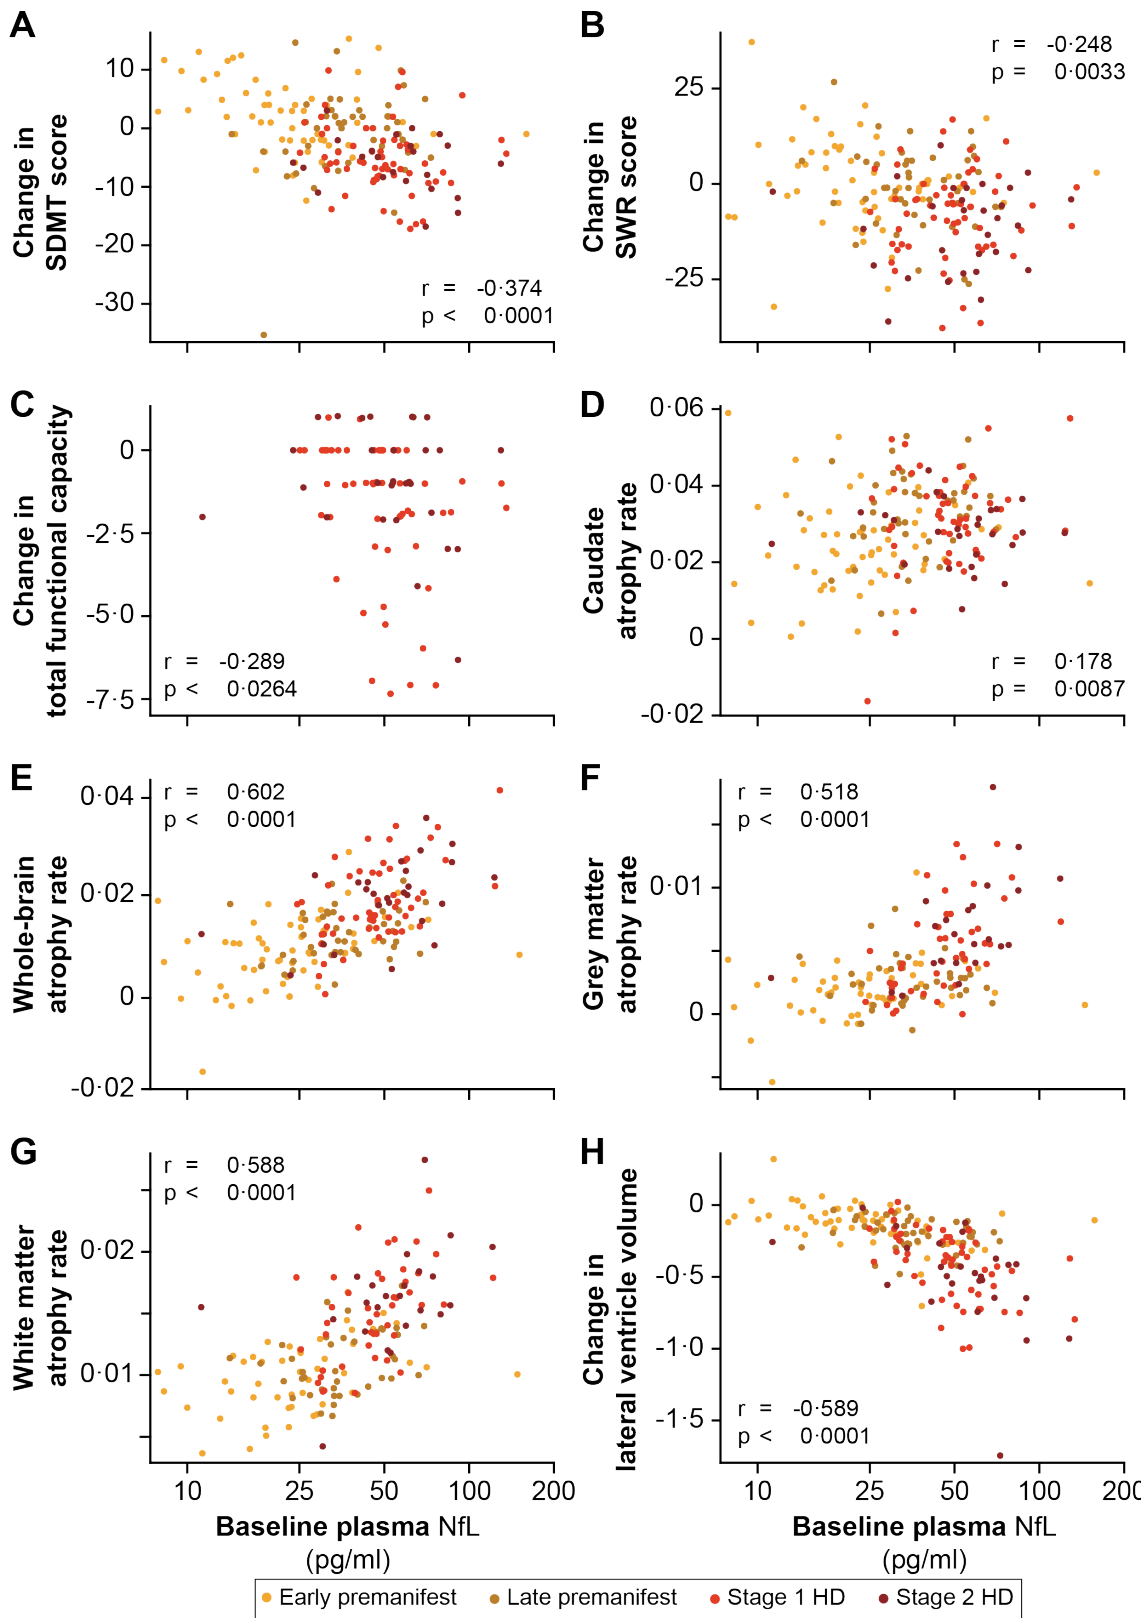 A
Change in
SDMT score
10
0
-10
-20
-30
r = -0·374
p < 0·0001
B
Change in
SWR score
25
0
-25
r = -0·248
p = 0·0033
C
Change in
total functional capacity
0
-2·5
-5·0
-7·5
r = -0·289
p < 0·0264
D
Caudate
atrophy rate
0·06
0·04
0·02
0
-0·02
r = 0·178
p = 0·0087
E
Whole-brain
atrophy rate
0·04
0·02
0
-0·02
r = 0·602
p < 0·0001
F
Grey matter
atrophy rate
0·01
0
r = 0·518
p < 0·0001
G
White matter
atrophy rate
0·02
0·01
r = 0·588
p < 0·0001
10 25 50 100 200
Baseline plasma NfL
(pg/ml)
H
Change in
lateral ventricle volume
0
-0·5
-1·0
-1·5
r = -0·589
p < 0·0001
10 25 50 100 200
Baseline plasma NfL
(pg/ml)
Early premanifest Late premanifest Stage 1 HD Stage 2 HD